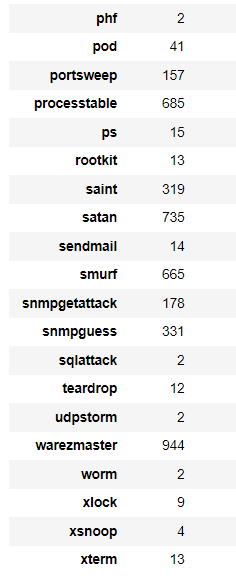 phf 2
pod 41
portsweep 157
processtable 685
ps 15
rootkit 13
saint 319
satan 735
sendmail 14
smurf 665
snmpgetattack 178
snmpguess 331
sqlattack 2
teardrop 12
udpstorm 2
warezmaster 944
worm 2
xlock 9
xsnoop 4
xterm 13